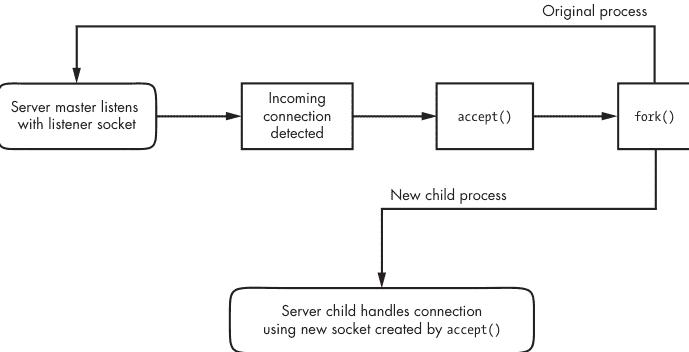 Original process
Server master listens
with listener socket
Incoming
connection
detected
accept()
fork()
New child process
Server child handles connection
using new socket created by accept()